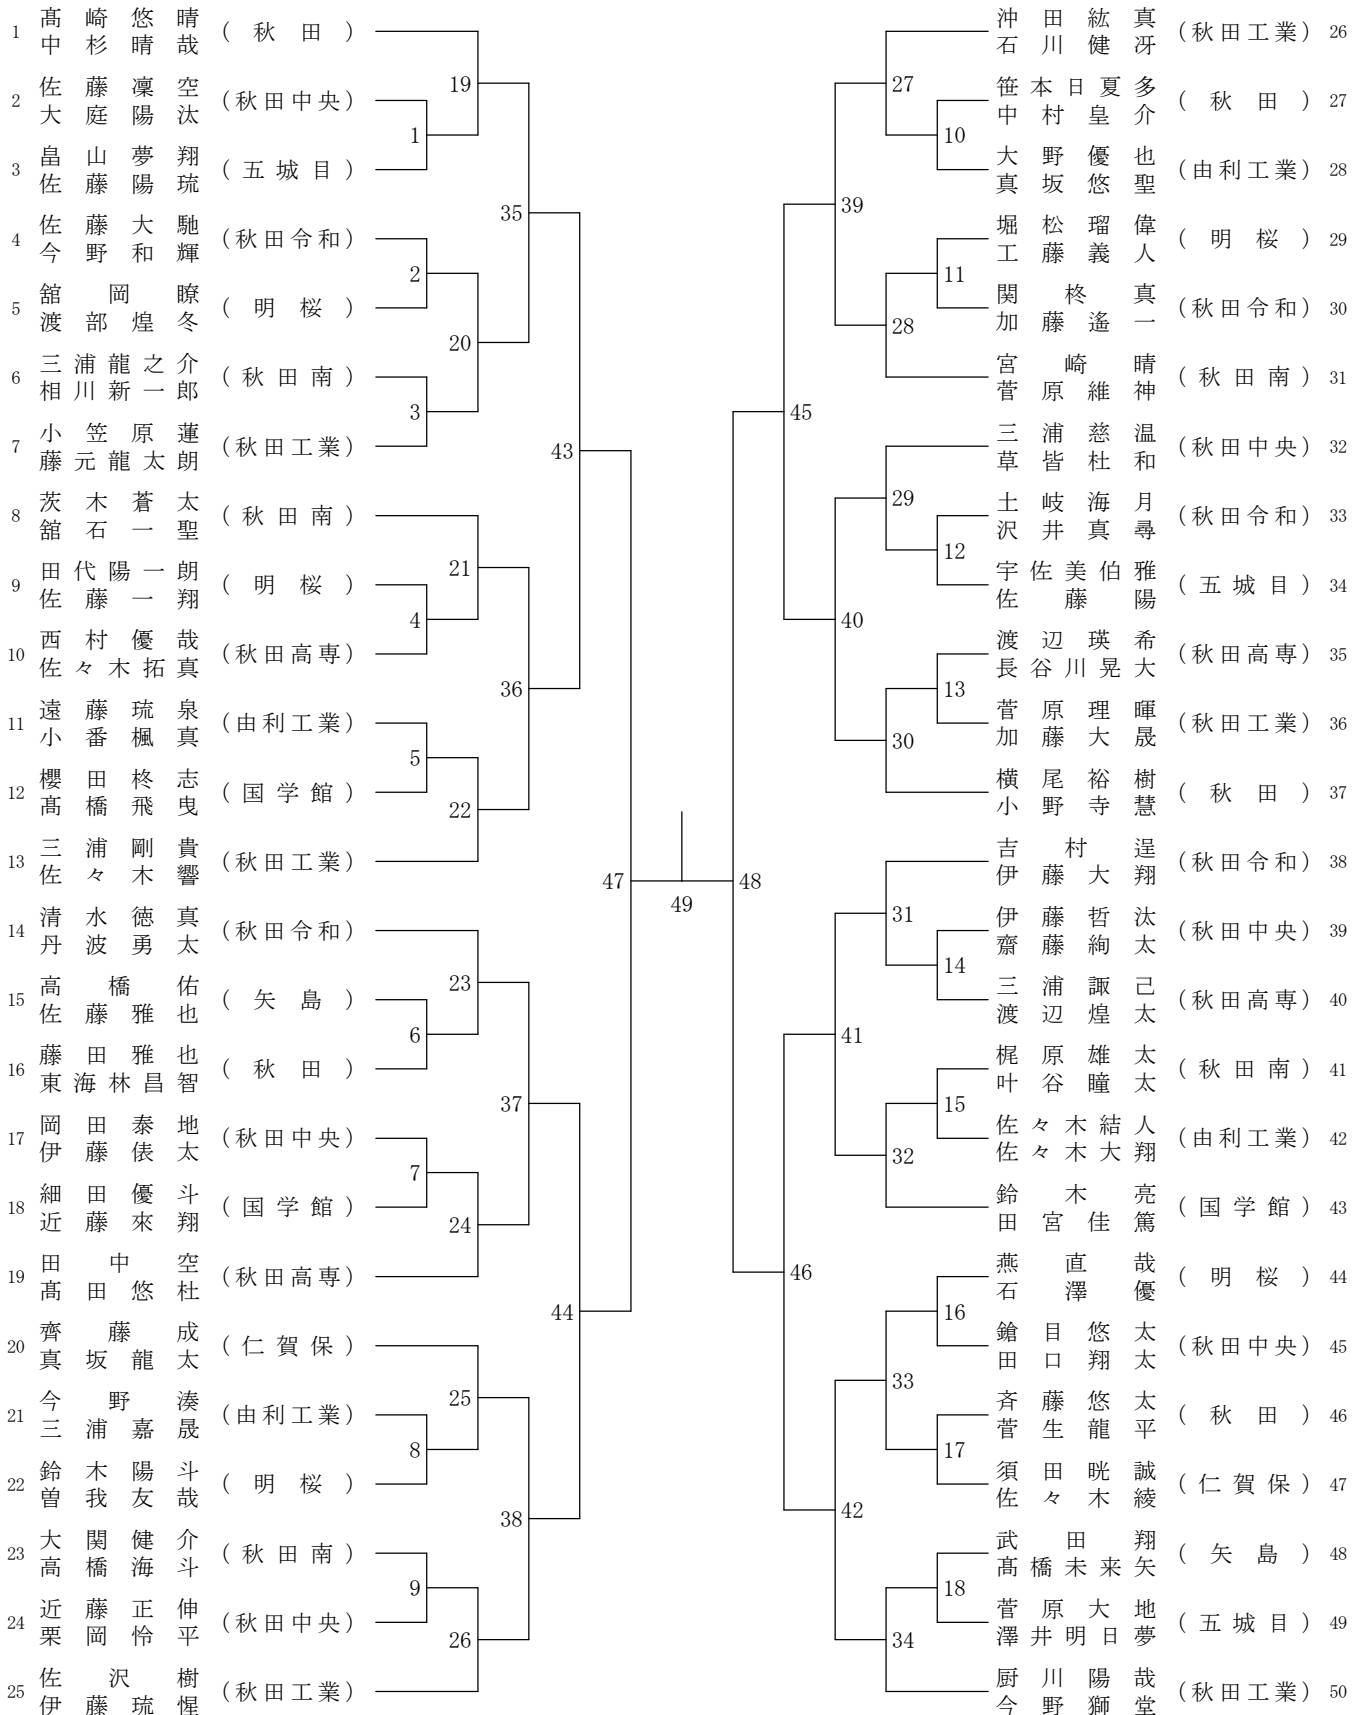 1 髙崎悠晴 中杉晴哉 (秋田)
2 佐藤凜空 大庭陽汰 (秋田中央)
3 畠山夢翔 佐藤陽琉 (五城目)
4 佐藤大馳 今野和輝 (秋田令和)
5 舘岡瞭 渡部煌冬 (明桜)
6 三浦龍之介 相川新一郎 (秋田南)
7 小笠原蓮 藤元龍太朗 (秋田工業)
8 茨木蒼太 舘石一聖 (秋田南)
9 田代陽一朗 佐藤一翔 (明桜)
10 西村優哉 佐々木拓真 (秋田高専)
11 遠藤琉泉 小番楓真 (由利工業)
12 櫻田柊志 髙橋飛曳 (国学館)
13 三浦剛貴 佐々木響 (秋田工業)
14 清水徳真 丹波勇太 (秋田令和)
15 高橋佑 佐藤雅也 (矢島)
16 藤田雅也 東海林昌智 (秋田)
17 岡田泰地 伊藤俵太 (秋田中央)
18 細田優斗 近藤來翔 (国学館)
19 田中空 髙田悠杜 (秋田高専)
20 齊藤成 真坂龍太 (仁賀保)
21 今野湊 三浦嘉晟 (由利工業)
22 鈴木陽斗 曽我友哉 (明桜)
23 大関健介 高橋海斗 (秋田南)
24 近藤正伸 栗岡怜平 (秋田中央)
25 佐沢樹 伊藤琉惺 (秋田工業)
19
1
35
2
20
3
43
21
4
36
5
22
47
23
6
37
7
24
44
25
8
38
9
26
49
48
27
10
39
11
28
45
29
12
40
13
30
31
14
41
15
32
46
16
33
17
42
18
34
沖田紘真 石川健冴 (秋田工業) 26
笹本日夏多 中村皇介 (秋田) 27
大野優也 真坂悠聖 (由利工業) 28
堀松瑠偉 工藤義人 (明桜) 29
関柊真 加藤遙一 (秋田令和) 30
宮崎晴 菅原維神 (秋田南) 31
三浦慈温 草皆杜和 (秋田中央) 32
土岐海月 沢井真尋 (秋田令和) 33
宇佐美伯雅 佐藤陽 (五城目) 34
渡辺瑛希 長谷川晃大 (秋田高専) 35
菅原理暉 加藤大晟 (秋田工業) 36
横尾裕樹 小野寺慧 (秋田) 37
吉村逞 伊藤大翔 (秋田令和) 38
伊藤哲汰 齋藤絢太 (秋田中央) 39
三浦諏己 渡辺煌太 (秋田高専) 40
梶原雄太 叶谷瞳太 (秋田南) 41
佐々木結人 佐々木大翔 (由利工業) 42
鈴木亮 田宮佳篤 (国学館) 43
燕直哉 石澤優 (明桜) 44
鎗目悠太 田口翔太 (秋田中央) 45
斉藤悠太 菅生龍平 (秋田) 46
須田晄誠 佐々木綾 (仁賀保) 47
武田翔 髙橋未来矢 (矢島) 48
菅原大地 澤井明日夢 (五城目) 49
厨川陽哉 今野獅堂 (秋田工業) 50